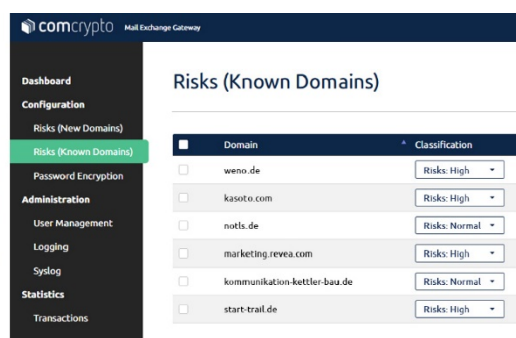 comcrypto Mail Exchange Gateway
Dashboard
Configuration
Risks (New Domains)
Risks (Known Domains)
Password Encryption
Administration
User Management
Logging
Syslog
Statistics
Transactions
Risks (Known Domains)
Domain Classification
weno.de Risks: High
kasoto.com Risks: High
notls.de Risks: Normal
marketing.revea.com Risks: High
kommunikation-kettler-bau.de Risks: Normal
start-trail.de Risks: High